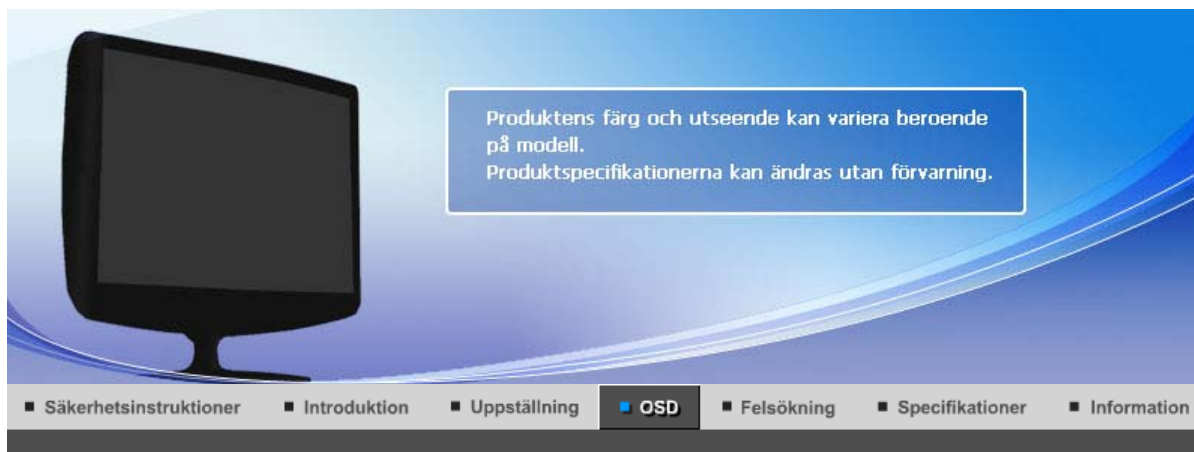 Produktens färg och utseende kan variera beroende
på modell.
Produktspecifikationerna kan ändras utan förvarning.
Säkerhetsinstruktioner
Introduktion
Uppställning
OSD
Felsökning
Specifikationer
Information